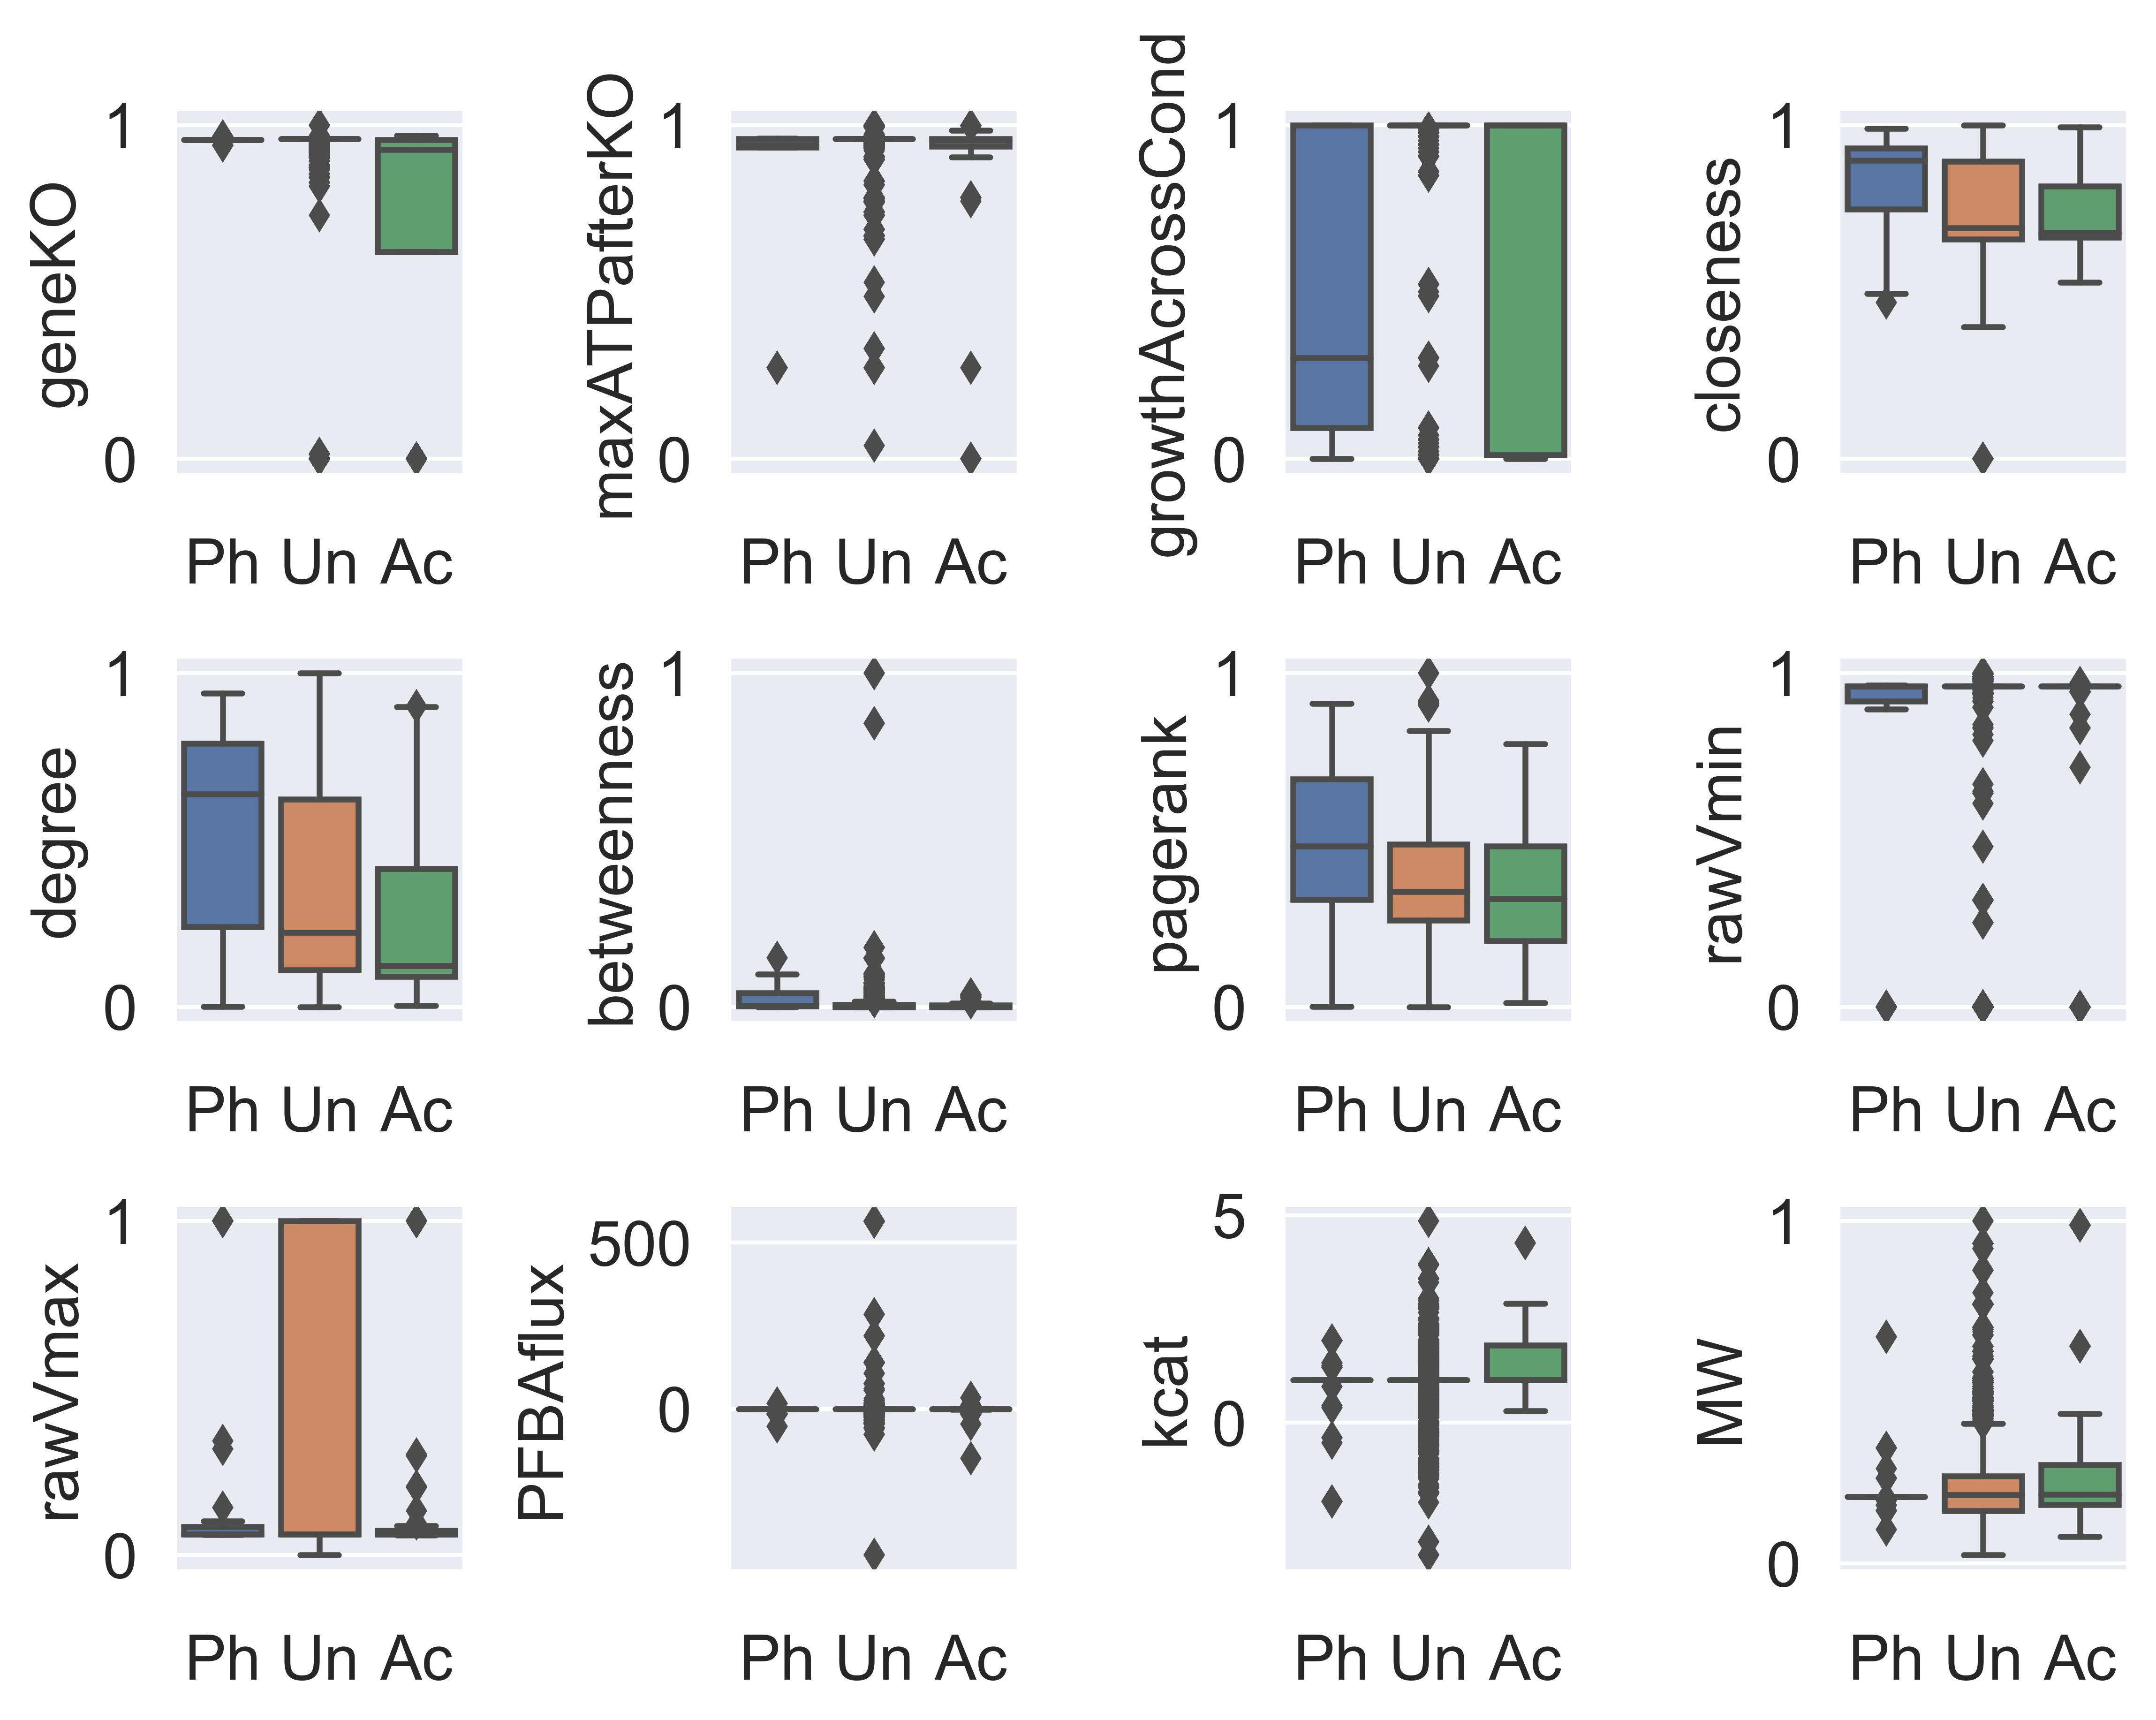 geneKO
1
0
Ph Un Ac
maxATPafterKO
1
0
Ph Un Ac
growthAcrossCond
1
0
Ph Un Ac
closeness
1
0
Ph Un Ac
degree
1
0
Ph Un Ac
betweenness
1
0
Ph Un Ac
pagerank
1
0
Ph Un Ac
rawVmin
1
0
Ph Un Ac
rawVmax
1
0
Ph Un Ac
PFBAflux
500
0
Ph Un Ac
kcat
5
0
Ph Un Ac
MW
1
0
Ph Un Ac